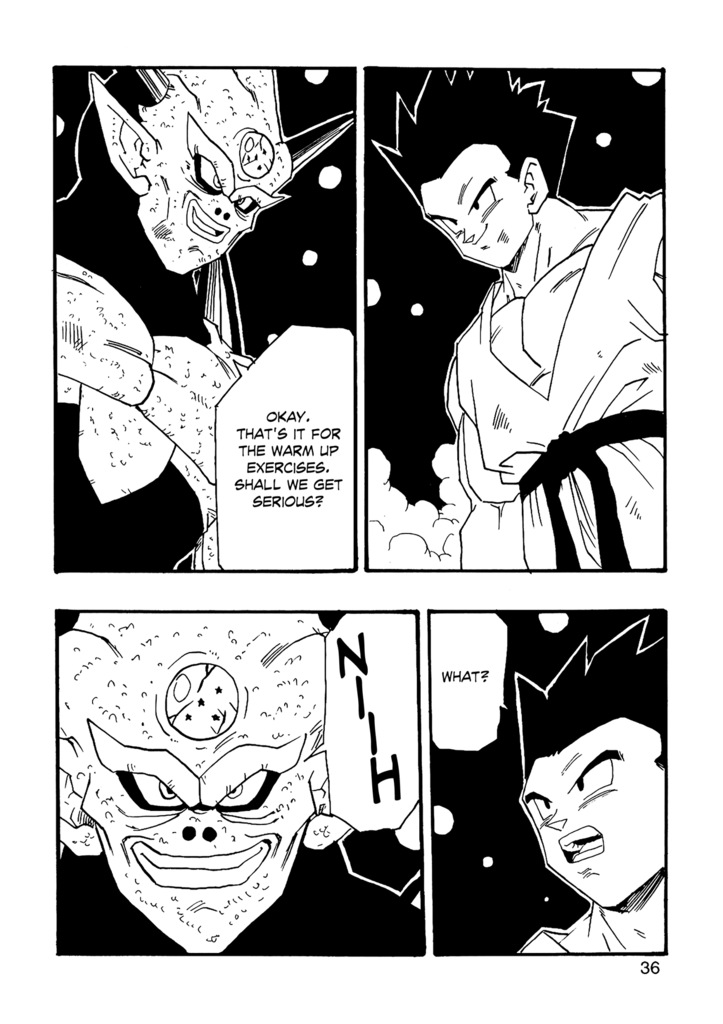 OKAY.
THAT'S IT FOR
THE WARM UP
EXERCISES.
SHALL WE GET
SERIOUS?
NIIH
WHAT?
36